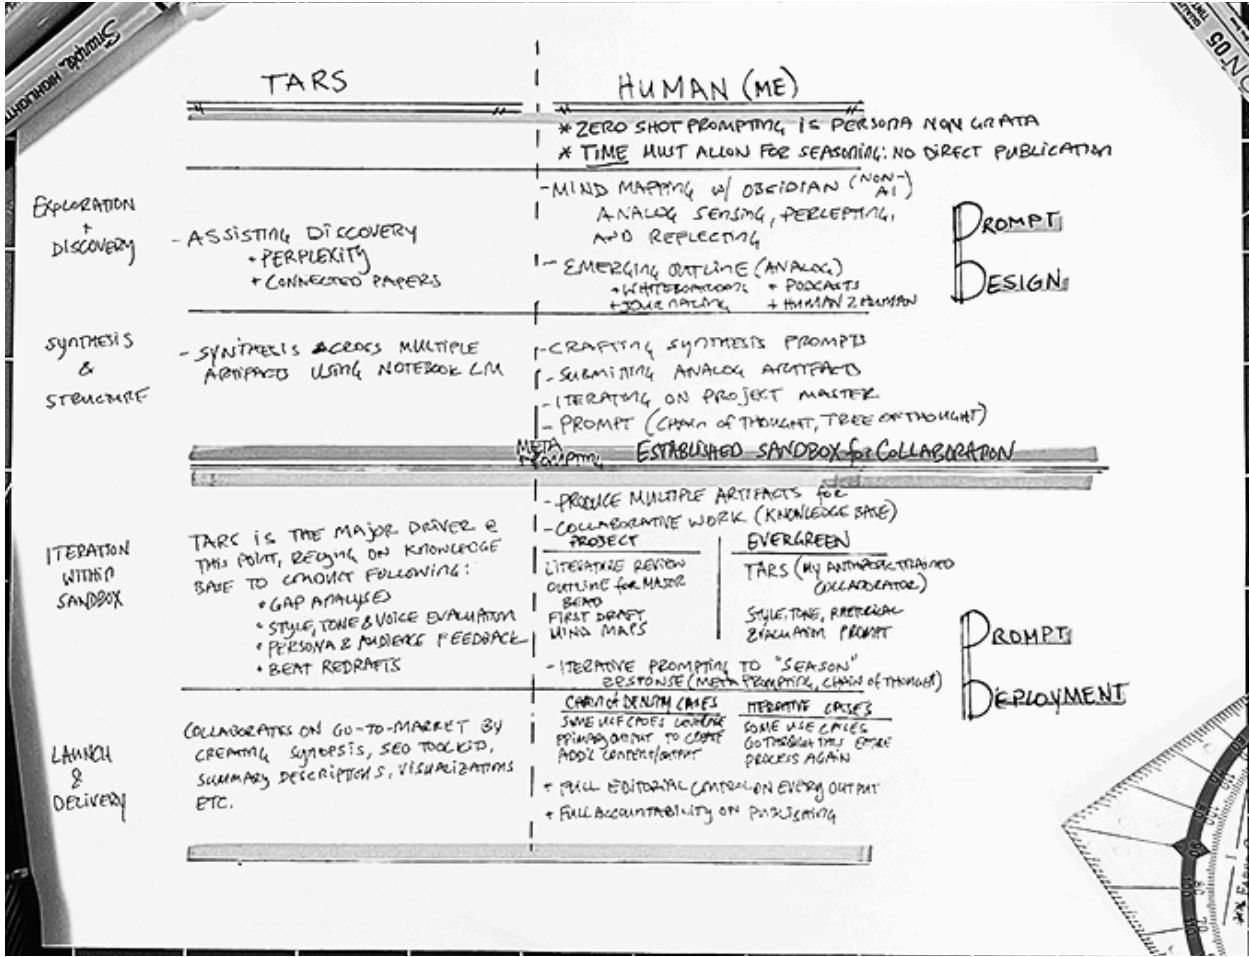 Sharpie. HIGHLIGHTER
N'05
TARS
HUMAN (ME)
* ZERO SHOT PROMPTING IS PERSONA NON GRATA
* TIME MUST ALLOW FOR SEASONING: NO DIRECT PUBLICATION
EXPLORATION
+
DISCOVERY
- ASSISTING DISCOVERY
+ PERPLEXITY
+ CONNECTED PAPERS
- MIND MAPPING W/ OBSIDIAN (NON-AI)
ANALOG SENSING, PERCEPTING,
AND REFLECTING
- EMERGING OUTLINE (ANALOG)
+ WHITEBOARDING + PODCASTS
+ JOURNALING + HUMAN 2 HUMAN
PROMPT
DESIGN
SYNTHESIS
&
STRUCTURE
- SYNTHESIS ACROSS MULTIPLE
ARTIFACTS USING NOTEBOOK LM
- CRAFTING SYNTHESIS PROMPTS
- SUBMITTING ANALOG ARTIFACTS
- ITERATING ON PROJECT MASTER
- PROMPT (CHAIN of THOUGHT, TREE OF THOUGHT)
META
PROMPTING
ESTABLISHED SANDBOX for COLLABORATION
ITERATION
WITHIN
SANDBOX
TARS IS THE MAJOR DRIVER @
THIS POINT, RELYING ON KNOWLEDGE
BASE TO CONDUCT FOLLOWING:
• GAP ANALYSES
• STYLE, TONE & VOICE EVALUATION
• PERSONA & AUDIENCE FEEDBACK
• BEAT REDRAFTS
- PRODUCE MULTIPLE ARTIFACTS for
- COLLABORATIVE WORK (KNOWLEDGE BASE)
PROJECT
LITERATURE REVIEW
OUTLINE for MAJOR
FIRST DRAFT
MIND MAPS
EVERGREEN
TARS (MY ANTHROPIC TRAINED
COLLABORATOR)
STYLE, TONE, RHETORICAL
EVALUATION PROMPT
- ITERATIVE PROMPTING TO "SEASON"
RESPONSE (META PROMPTING, CHAIN of THOUGHT)
PROMPT
DEPLOYMENT
LAUNCH
&
DELIVERY
COLLABORATES ON GO-TO-MARKET BY
CREATING SYNOPSIS, SEO TOOLKID,
SUMMARY DESCRIPTIONS, VISUALIZATIONS
ETC.
CHAIN of DENSITY CASES
SOME USE CASES LEVERAGE
PRIMARY OUTPUT TO CREATE
ADD'L CONTENT/OUTPUT
ITERATIVE CASES
SOME USE CASES
GO THROUGH THIS ENTIRE
PROCESS AGAIN
+ FULL EDITORIAL CONTROL ON EVERY OUTPUT
+ FULL ACCOUNTABILITY ON PUBLISHING